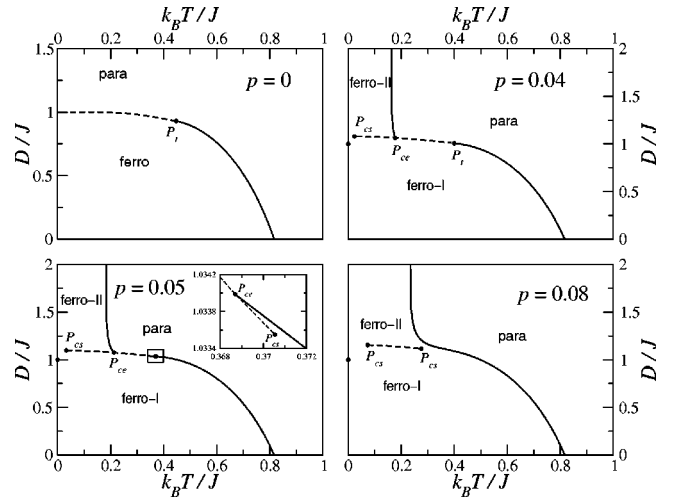 k_BT/J
k_BT/J
0 0.2 0.4 0.6 0.8 1
0 0.2 0.4 0.6 0.8 1
1.5
1
0.5
0
D/J
para
p = 0
P_t
ferro
2
1.5
1
0.5
0
D/J
ferro-II
p = 0.04
para
P_cs
P_ce
P_t
ferro-I
2
1.5
1
0.5
0
D/J
ferro-II
p = 0.05
para
P_cs
P_ce
ferro-I
1.0342
1.0338
1.0334
0.368 0.37 0.372
P_ce
P_cs
0 0.2 0.4 0.6 0.8 1
k_BT/J
2
1.5
1
0.5
0
D/J
ferro-II
p = 0.08
para
P_cs
P_cs
ferro-I
0 0.2 0.4 0.6 0.8 1
k_BT/J